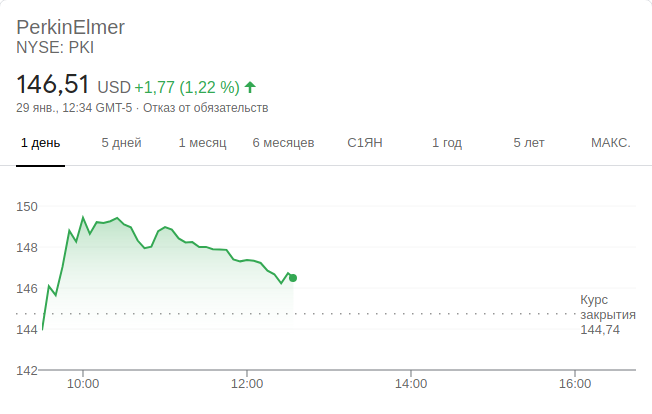 PerkinElmer
NYSE: PKI
146,51 USD +1,77 (1,22 %)
29 янв., 12:34 GMT-5 · Отказ от обязательств
1 день 5 дней 1 месяц 6 месяцев С1ЯН 1 год 5 лет МАКС.
150
148
146
Курс
закрытия
144,74
144
142
10:00 12:00 14:00 16:00